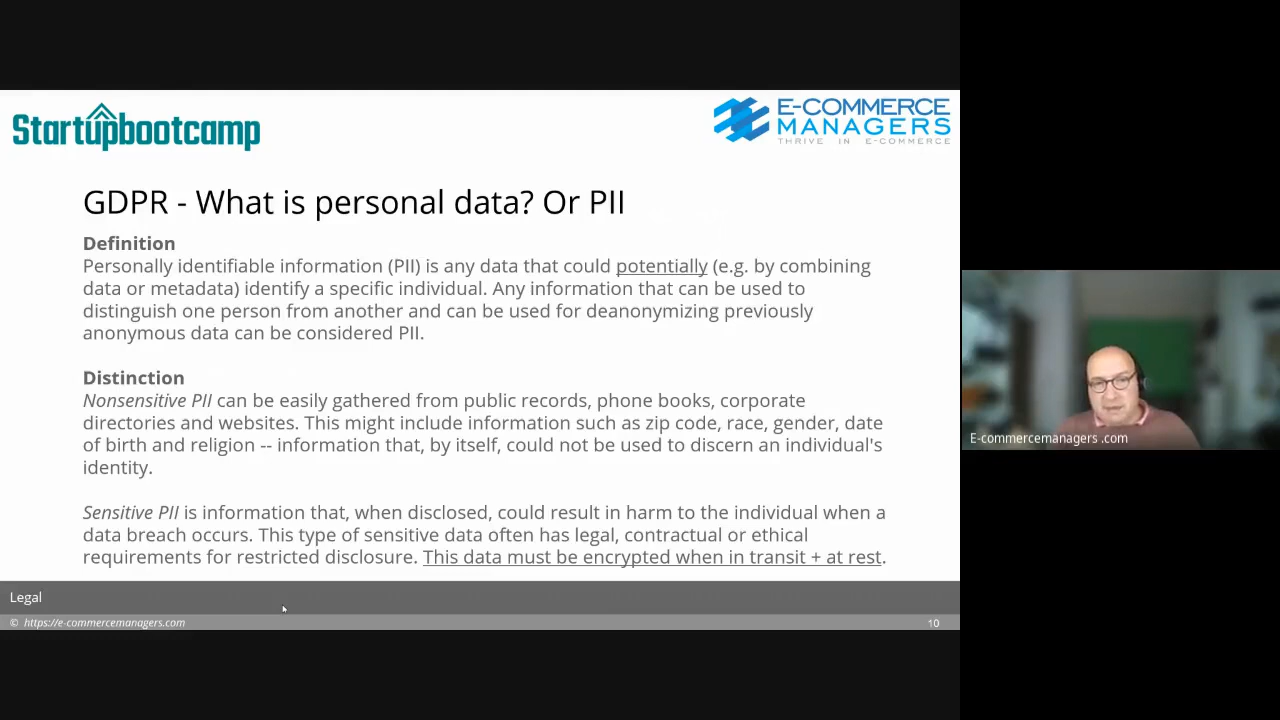 Startupbootcamp
E-COMMERCE
MANAGERS
THRIVE IN E-COMMERCE
GDPR - What is personal data? Or PII
Definition
Personally identifiable information (PII) is any data that could potentially (e.g. by combining
data or metadata) identify a specific individual. Any information that can be used to
distinguish one person from another and can be used for deanonymizing previously
anonymous data can be considered PII.
Distinction
Nonsensitive PII can be easily gathered from public records, phone books, corporate
directories and websites. This might include information such as zip code, race, gender, date
of birth and religion -- information that, by itself, could not be used to discern an individual's
identity.
Sensitive PII is information that, when disclosed, could result in harm to the individual when a
data breach occurs. This type of sensitive data often has legal, contractual or ethical
requirements for restricted disclosure. This data must be encrypted when in transit + at rest.
Legal
© https://e-commercemanagers.com
10
E-commercemanagers .com